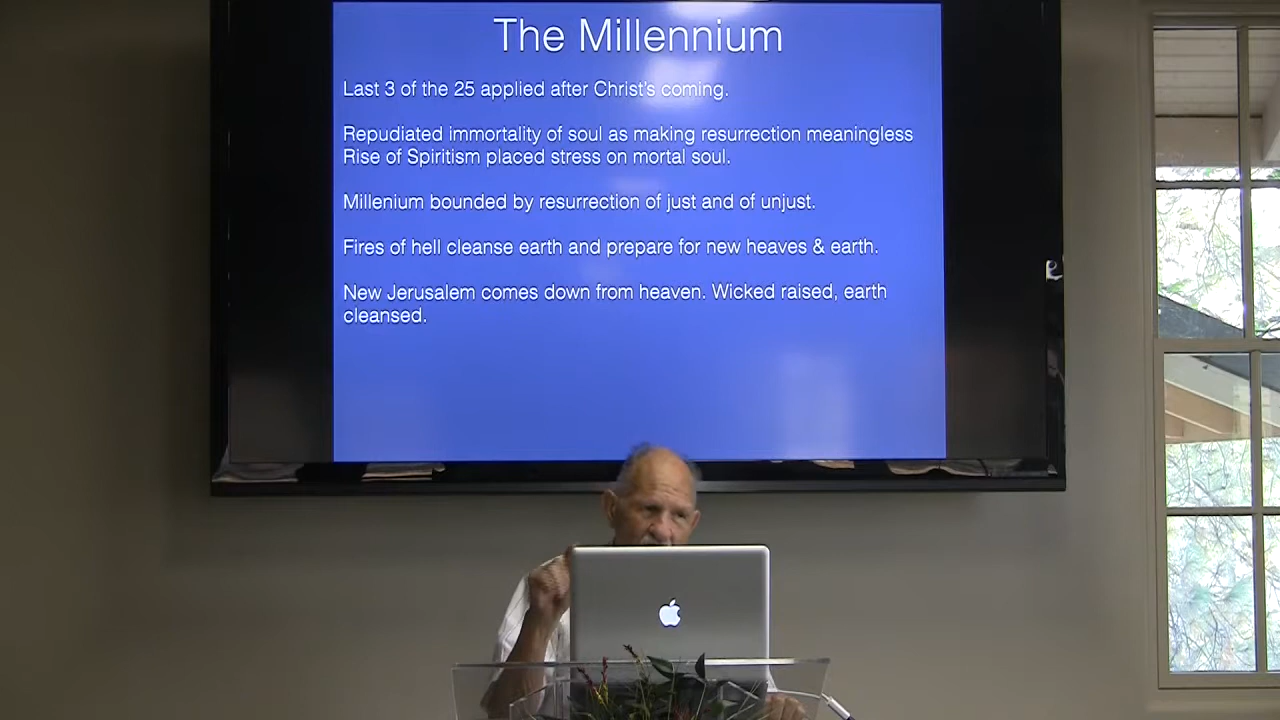 The Millennium
Last 3 of the 25 applied after Christ's coming.
Repudiated immortality of soul as making resurrection meaningless
Rise of Spiritism placed stress on mortal soul.
Millenium bounded by resurrection of just and of unjust.
Fires of hell cleanse earth and prepare for new heaves & earth.
New Jerusalem comes down from heaven. Wicked raised, earth
cleansed.